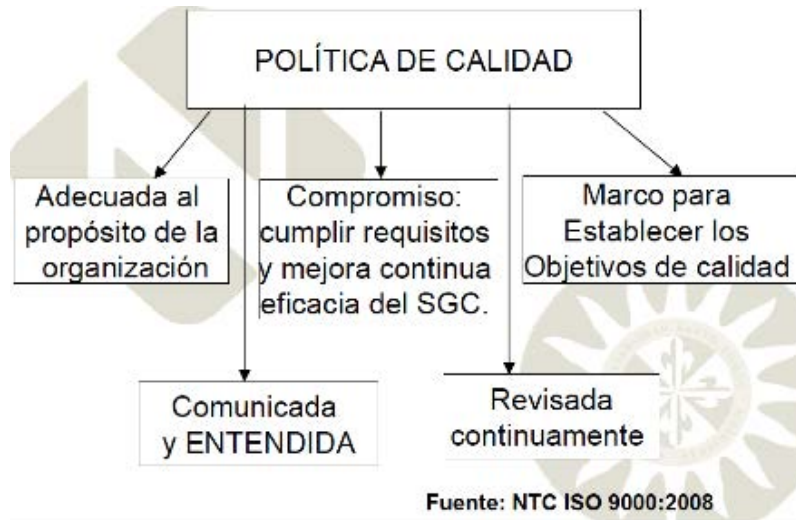 POLÍTICA DE CALIDAD
Adecuada al
propósito de la
organización
Compromiso:
cumplir requisitos
y mejora continua
eficacia del SGC.
Marco para
Establecer los
Objetivos de calidad
Comunicada
y ENTENDIDA
Revisada
continuamente
Fuente: NTC ISO 9000:2008